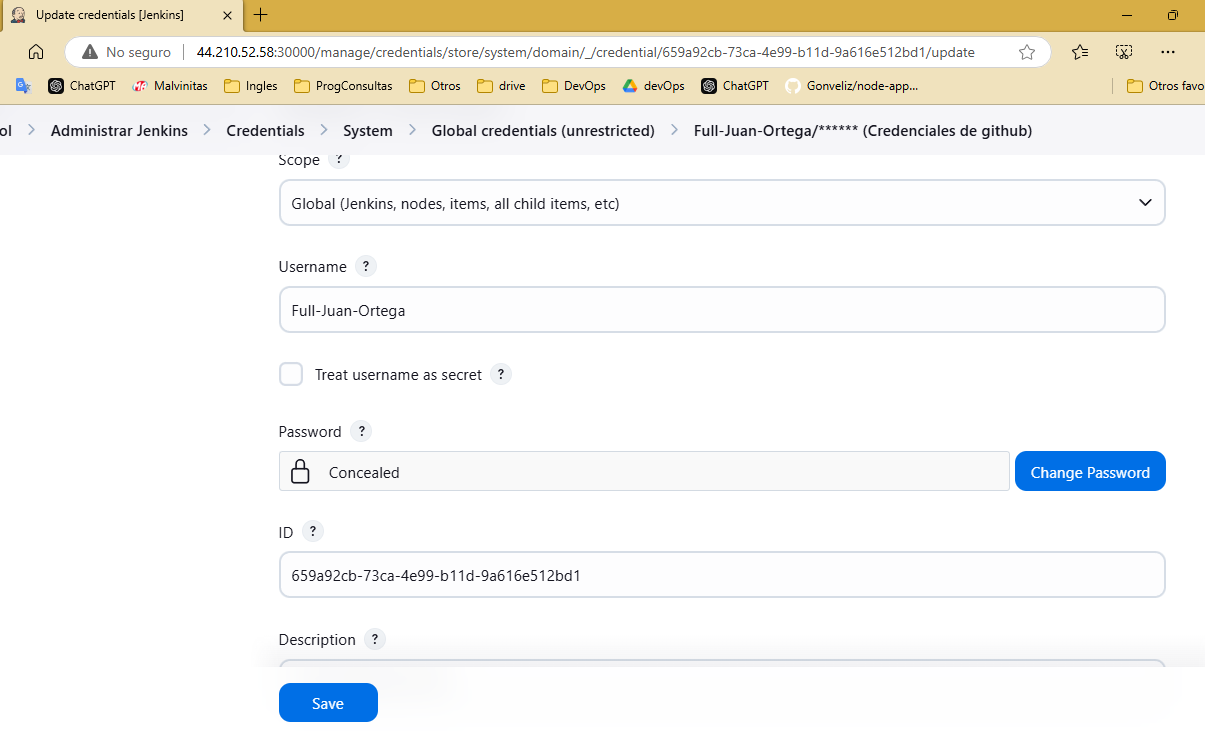 Update credentials [Jenkins]
No seguro 44.210.52.58:30000/manage/credentials/store/system/domain/_/credential/659a92cb-73ca-4e99-b11d-9a616e512bd1/update
ChatGPT Malvinitas Ingles ProgConsultas Otros drive DevOps devOps ChatGPT Gonveliz/node-app... Otros favo
ol > Administrar Jenkins > Credentials > System > Global credentials (unrestricted) > Full-Juan-Ortega/****** (Credenciales de github)
Scope ?
Global (Jenkins, nodes, items, all child items, etc)
Username ?
Full-Juan-Ortega
Treat username as secret ?
Password ?
Concealed Change Password
ID ?
659a92cb-73ca-4e99-b11d-9a616e512bd1
Description ?
Save